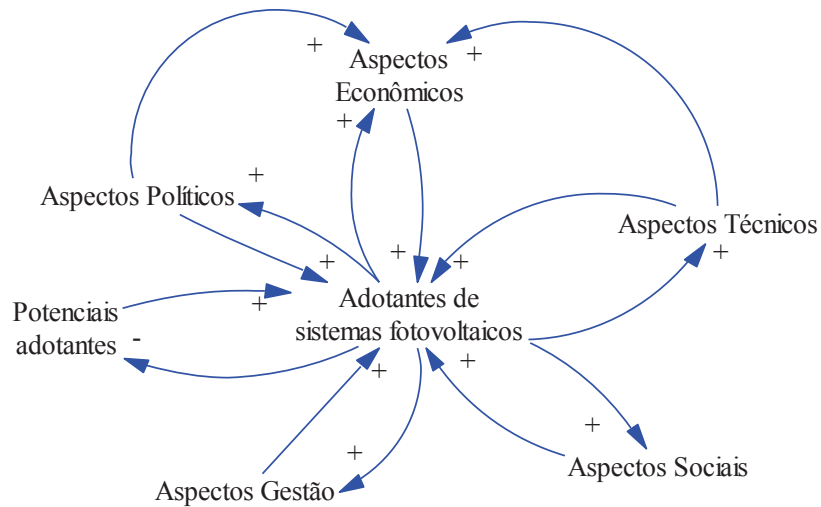 +
Aspectos
+
Econômicos
+
+
Aspectos Políticos
Aspectos Técnicos
+
+
+
+
+
Adotantes de
sistemas fotovoltaicos
Potenciais
adotantes
-
+
+
+
+
+
Aspectos Sociais
Aspectos Gestão